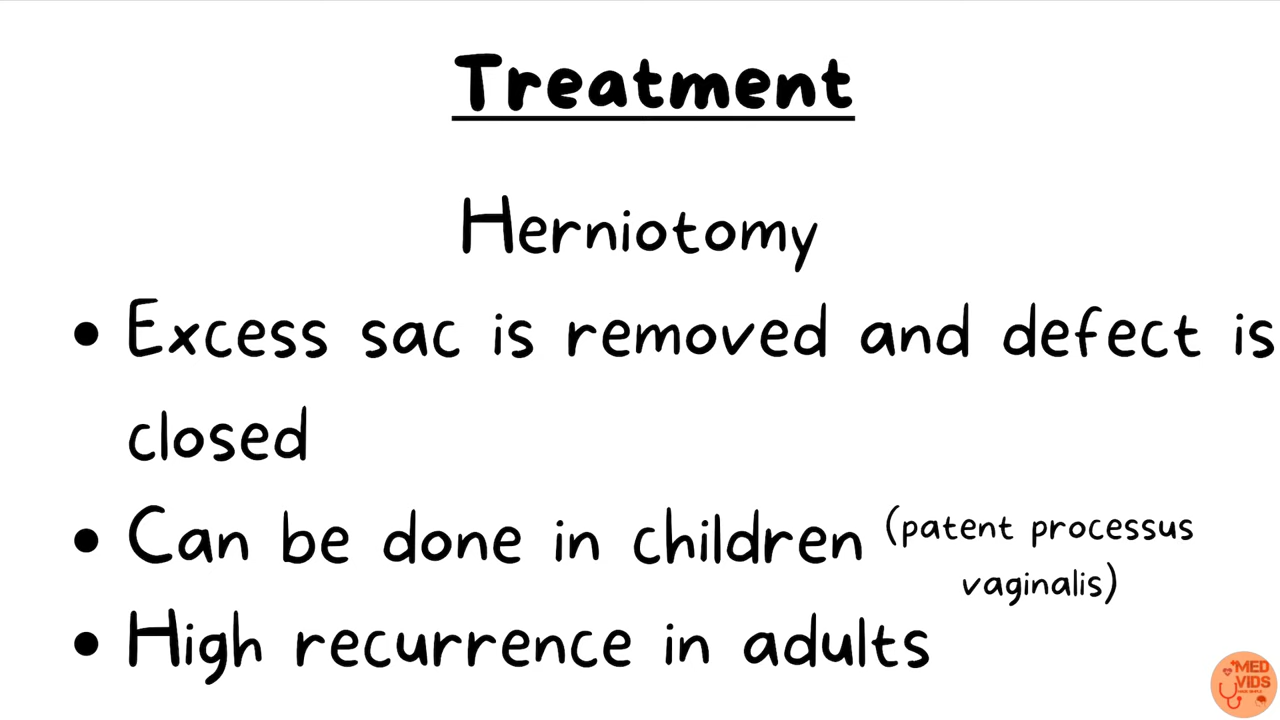 Treatment
Herniotomy
• Excess sac is removed and defect is
closed
• Can be done in children (patent processus
vaginalis)
• High recurrence in adults
MED
VIDS